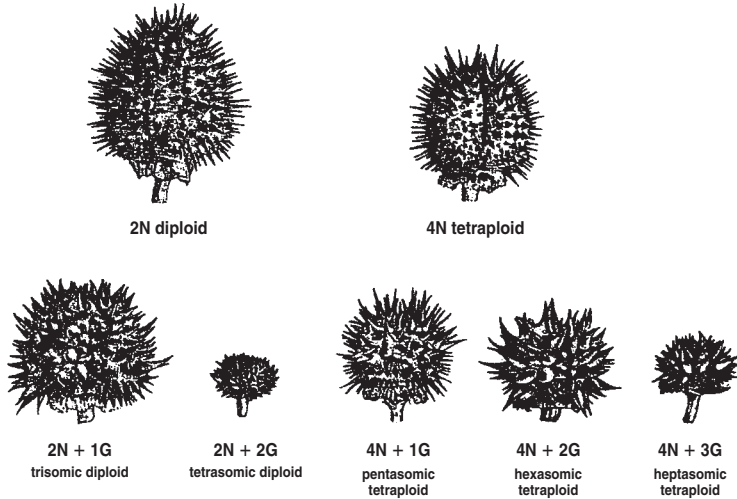 2N diploid
4N tetraploid
2N + 1G
trisomic diploid
2N + 2G
tetrasomic diploid
4N + 1G
pentasomic
tetraploid
4N + 2G
hexasomic
tetraploid
4N + 3G
heptasomic
tetraploid